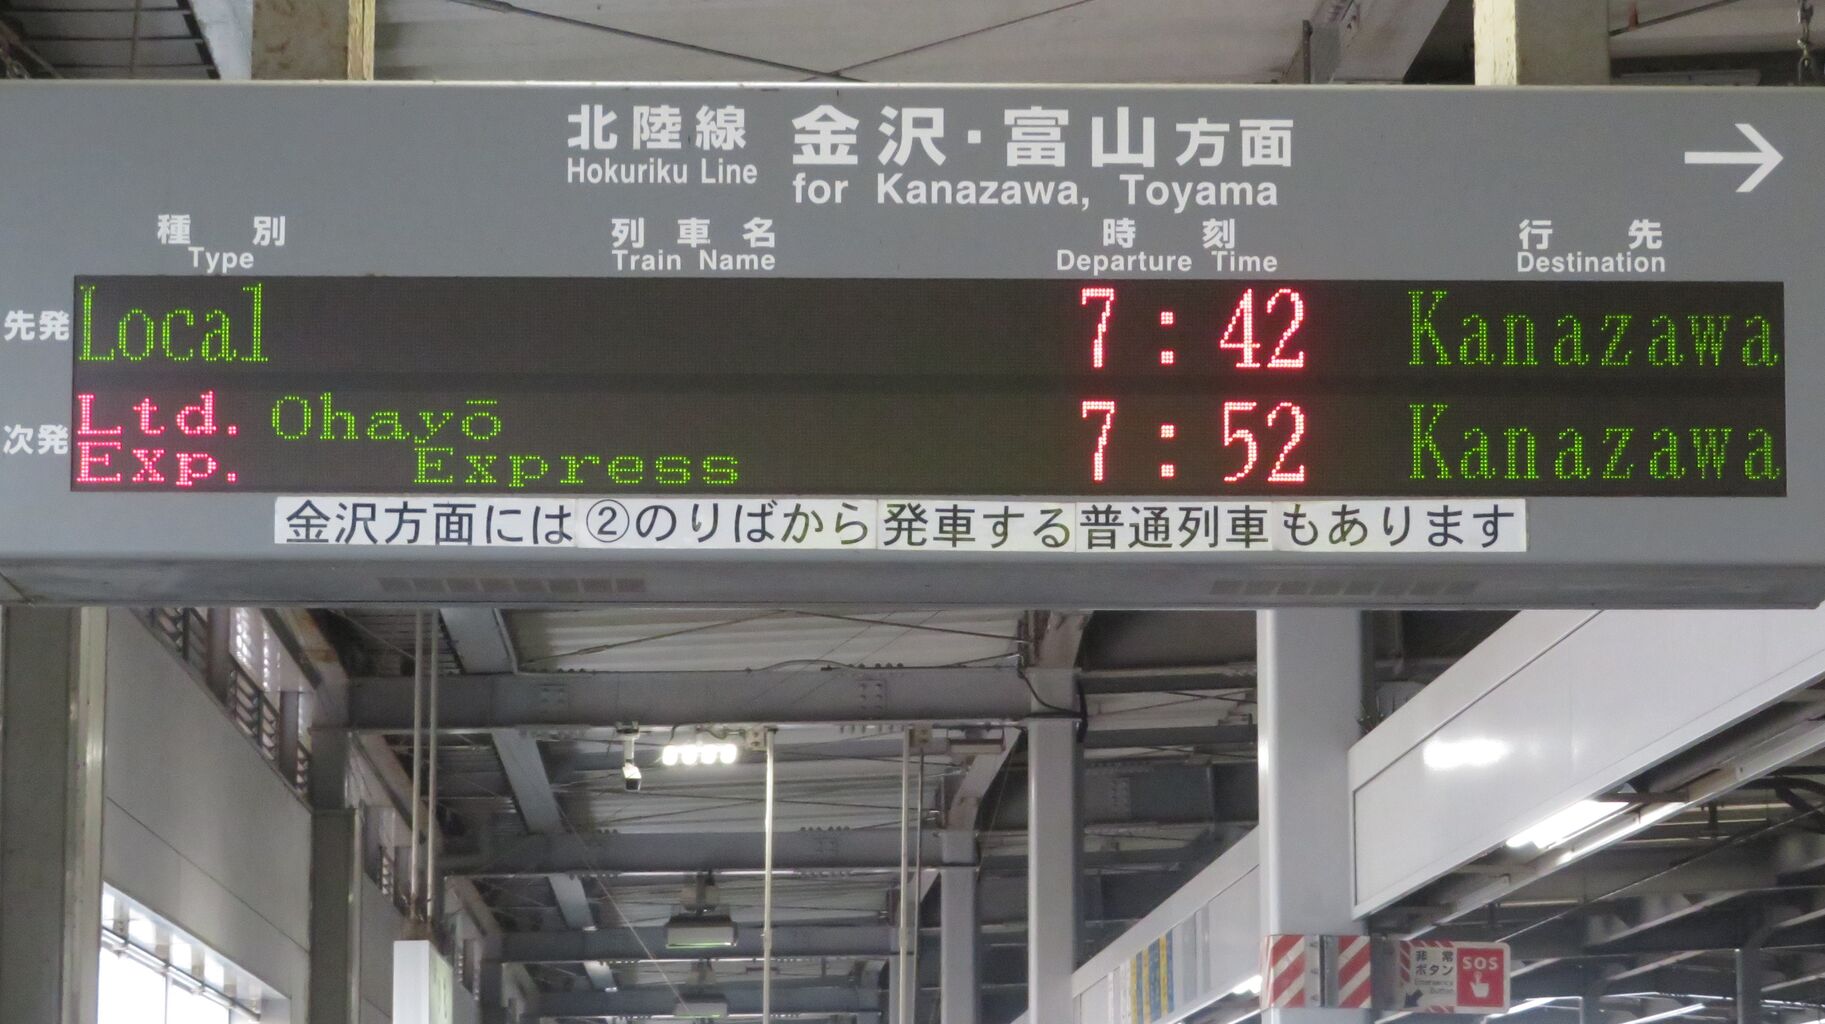 北陸線 金沢・富山方面
Hokuriku Line for Kanazawa, Toyama
種別 列車名 時刻 行先
Type Train Name Departure Time Destination
先発 Local 7:42 Kanazawa
次発 Ltd. Exp. Ohayō Express 7:52 Kanazawa
金沢方面には②のりばから発車する普通列車もあります
非常 SOS
ボタン
Emergency
Button